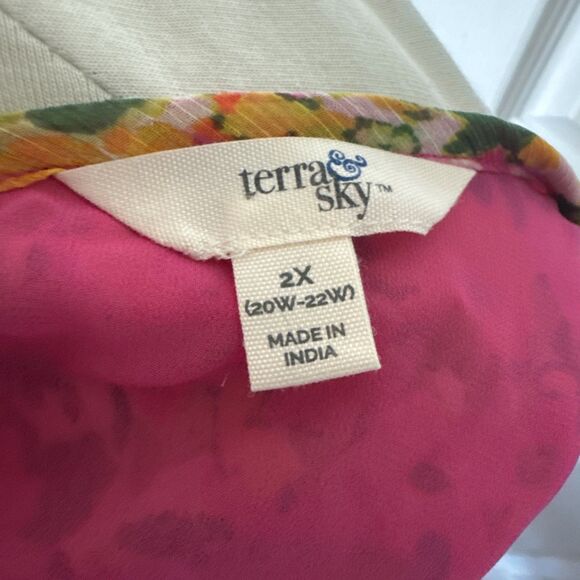 terra &
sky™
2X
(20W-22W)
MADE IN
INDIA